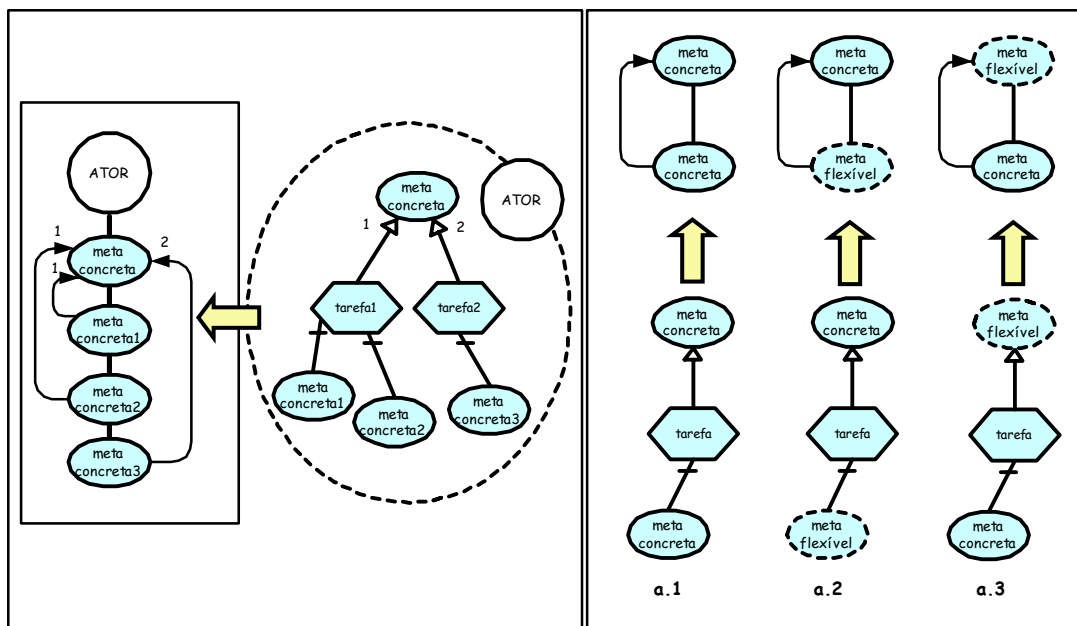 ATOR
1
2
meta
concreta
1
meta
concreta1
meta
concreta2
meta
concreta3
meta
concreta
ATOR
1
2
tarefa1
tarefa2
meta
concreta1
meta
concreta2
meta
concreta3
meta
concreta
meta
concreta
meta
flexível
meta
concreta
meta
flexível
meta
concreta
meta
concreta
meta
concreta
meta
flexível
tarefa
tarefa
tarefa
meta
concreta
meta
flexível
meta
concreta
a.1
a.2
a.3